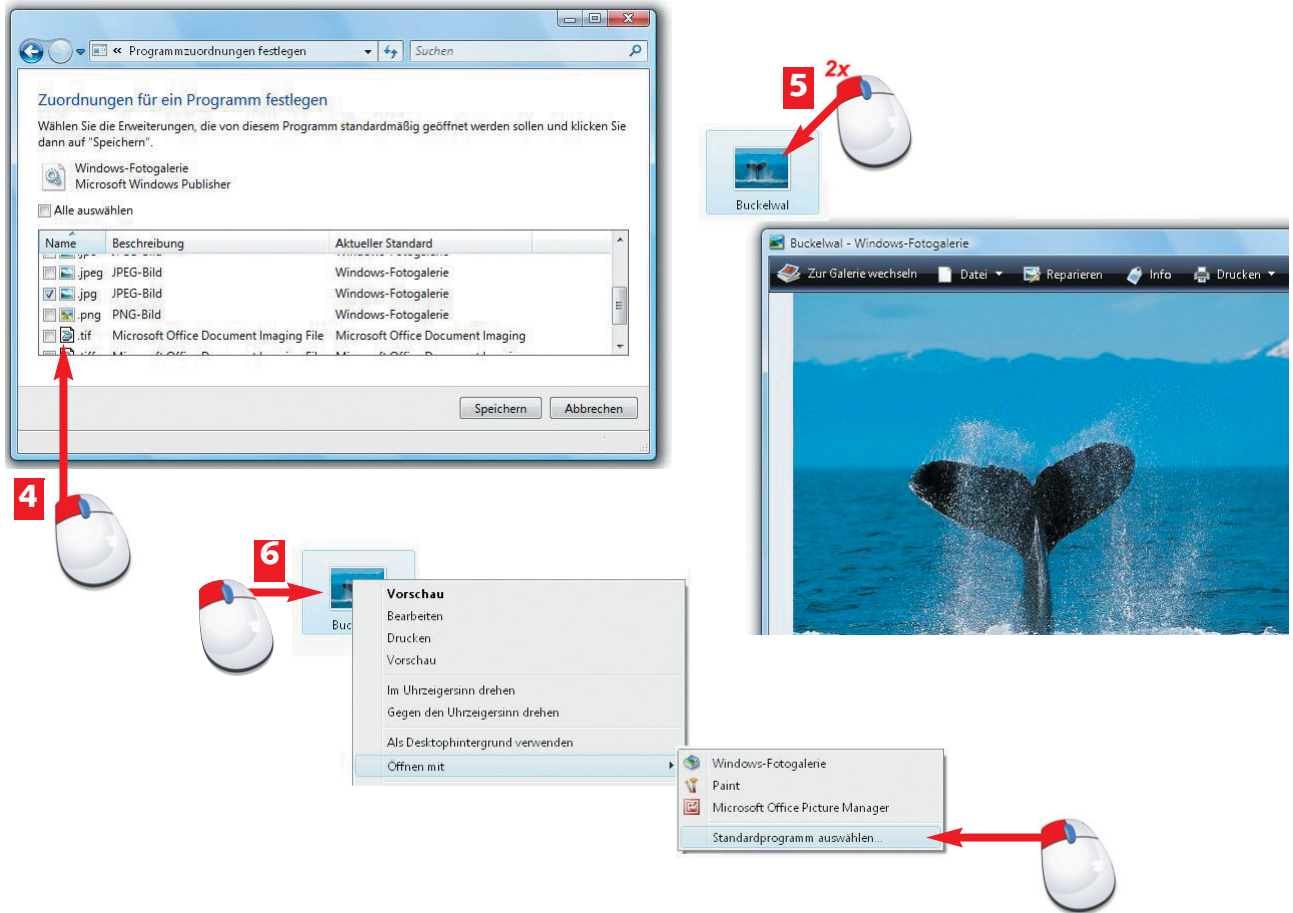 « Programmzuordnungen festlegen
Suchen
Zuordnungen für ein Programm festlegen
Wählen Sie die Erweiterungen, die von diesem Programm standardmäßig geöffnet werden sollen und klicken Sie
dann auf "Speichern".
Windows-Fotogalerie
Microsoft Windows Publisher
Alle auswählen
Name Beschreibung Aktueller Standard
.jpeg JPEG-Bild Windows-Fotogalerie
.jpg JPEG-Bild Windows-Fotogalerie
.png PNG-Bild Windows-Fotogalerie
.tif Microsoft Office Document Imaging File Microsoft Office Document Imaging
Speichern Abbrechen
4
5
2x
Buckelwal
Buckelwal - Windows-Fotogalerie
Zur Galerie wechseln Datei Reparieren Info Drucken
6
Buc
Vorschau
Bearbeiten
Drucken
Vorschau
Im Uhrzeigersinn drehen
Gegen den Uhrzeigersinn drehen
Als Desktophintergrund verwenden
Öffnen mit
Windows-Fotogalerie
Paint
Microsoft Office Picture Manager
Standardprogramm auswählen...